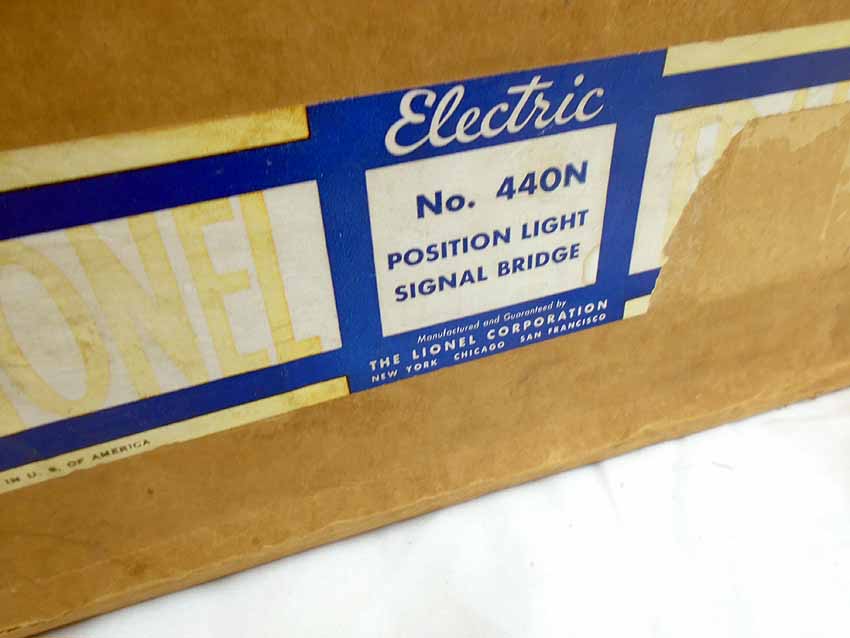 Electric
IONEL
No. 440N
POSITION LIGHT
SIGNAL BRIDGE
Manufactured and Guaranteed by
THE LIONEL CORPORATION
NEW YORK CHICAGO SAN FRANCISCO
IN U. S. OF AMERICA